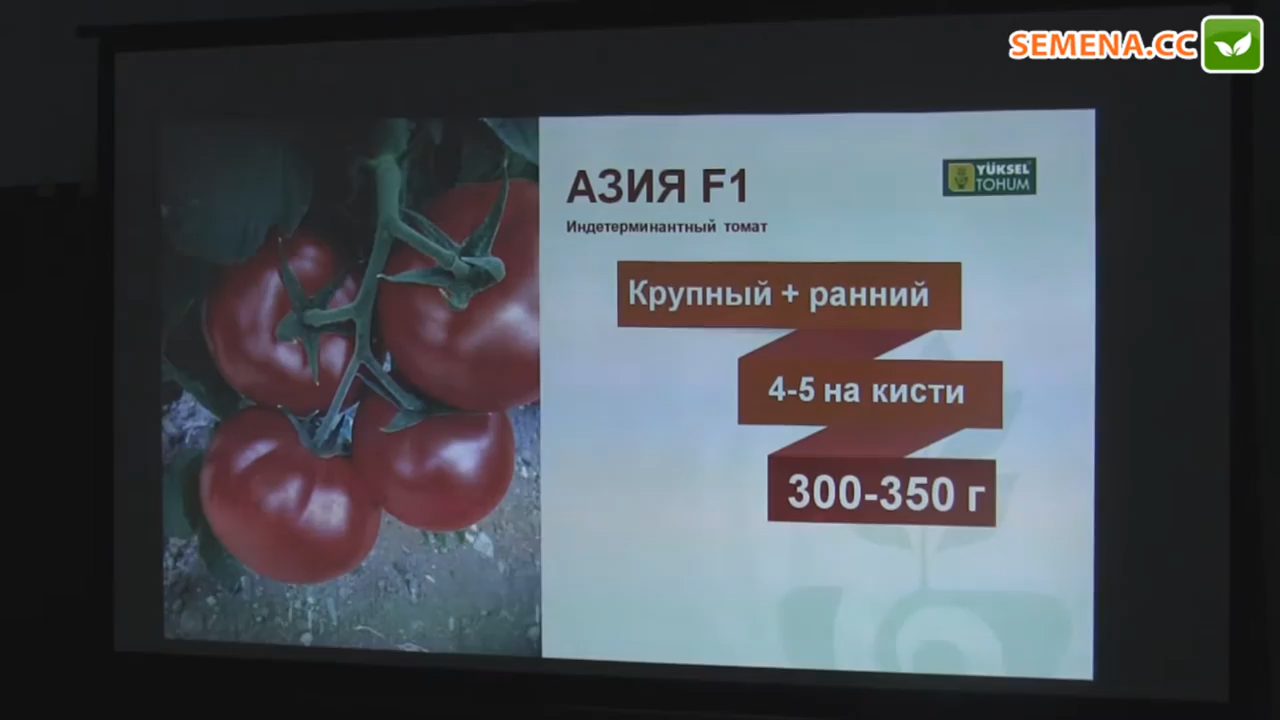 SEMENA.CC
АЗИЯ F1
YÜKSEL
TOHUM
Индетерминантный томат
Крупный + ранний
4-5 на кисти
300-350 г